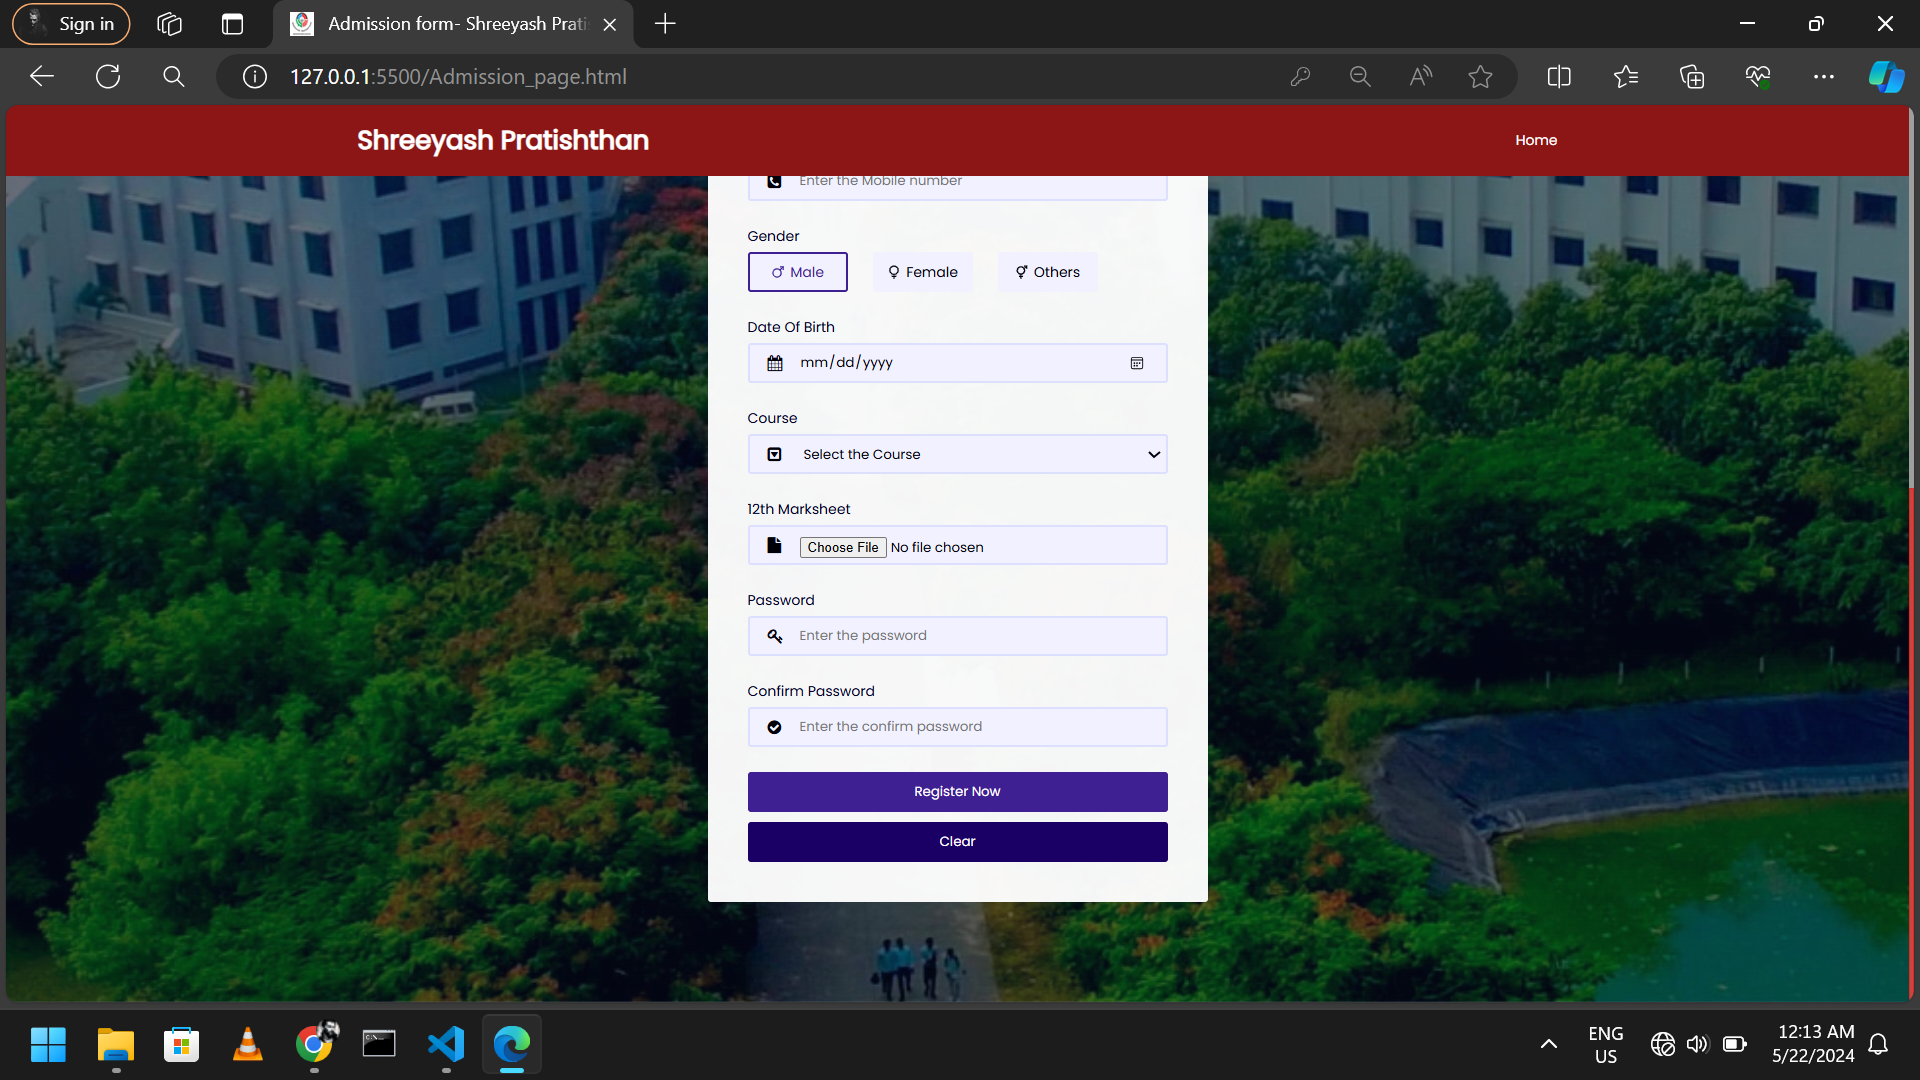 Sign in
Admission form- Shreeyash Prati
127.0.0.1:5500/Admission_page.html
Shreeyash Pratishthan
Home
Enter the Mobile number
Gender
Male
Female
Others
Date Of Birth
mm/dd/yyyy
Course
Select the Course
12th Marksheet
Choose File No file chosen
Password
Enter the password
Confirm Password
Enter the confirm password
Register Now
Clear
ENG
US
12:13 AM
5/22/2024